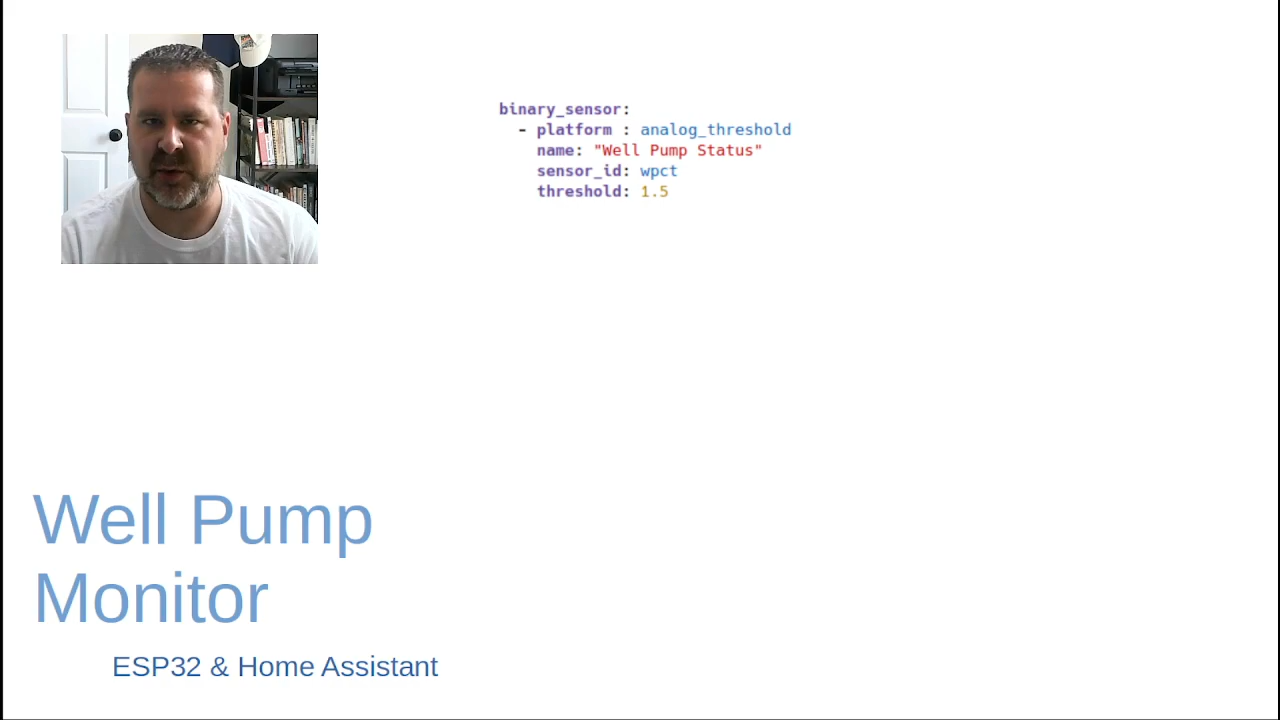 binary_sensor:
- platform : analog_threshold
name: "Well Pump Status"
sensor_id: wpct
threshold: 1.5
Well Pump
Monitor
ESP32 & Home Assistant